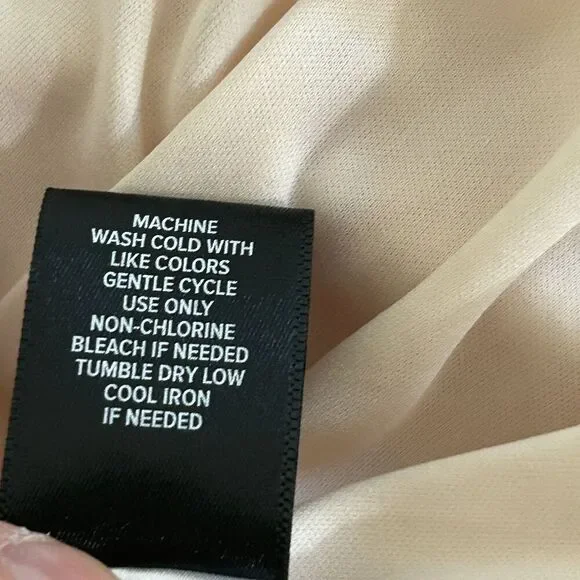 MACHINE
WASH COLD WITH
LIKE COLORS
GENTLE CYCLE
USE ONLY
NON-CHLORINE
BLEACH IF NEEDED
TUMBLE DRY LOW
COOL IRON
IF NEEDED